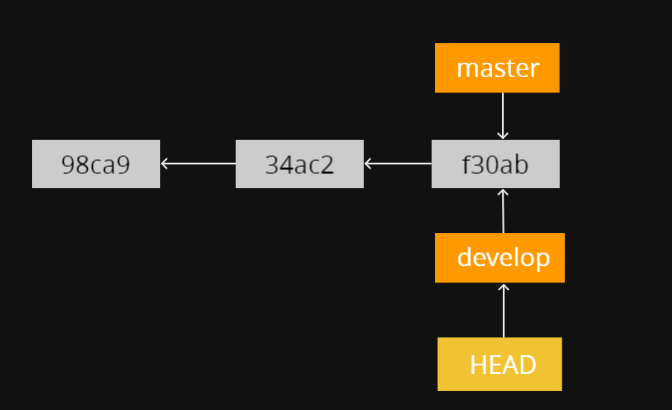 master
98ca9
34ac2
f30ab
develop
HEAD